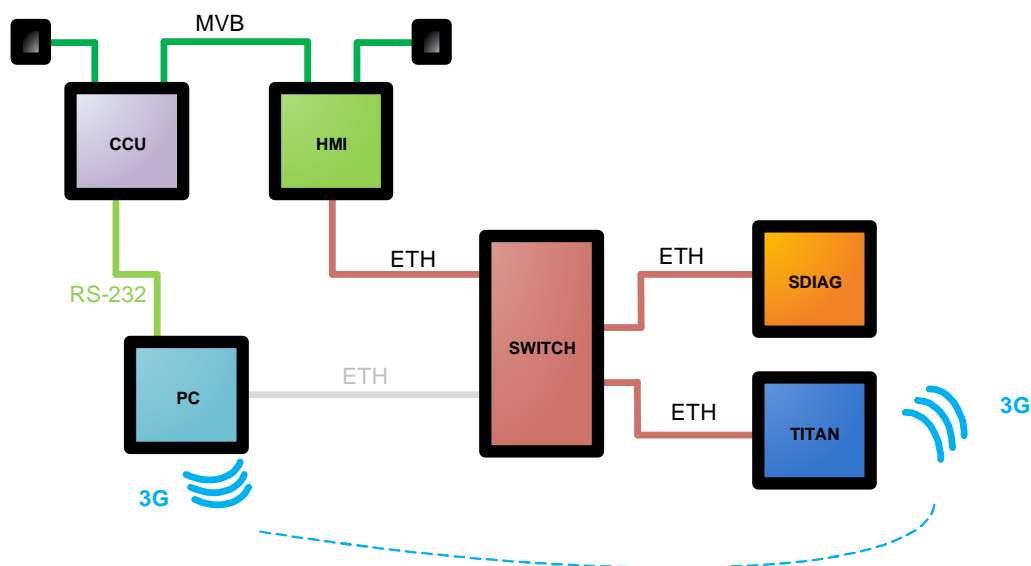 MVB
CCU
HMI
ETH
ETH
SDIAG
RS-232
SWITCH
ETH
PC
ETH
TITAN
3G
3G